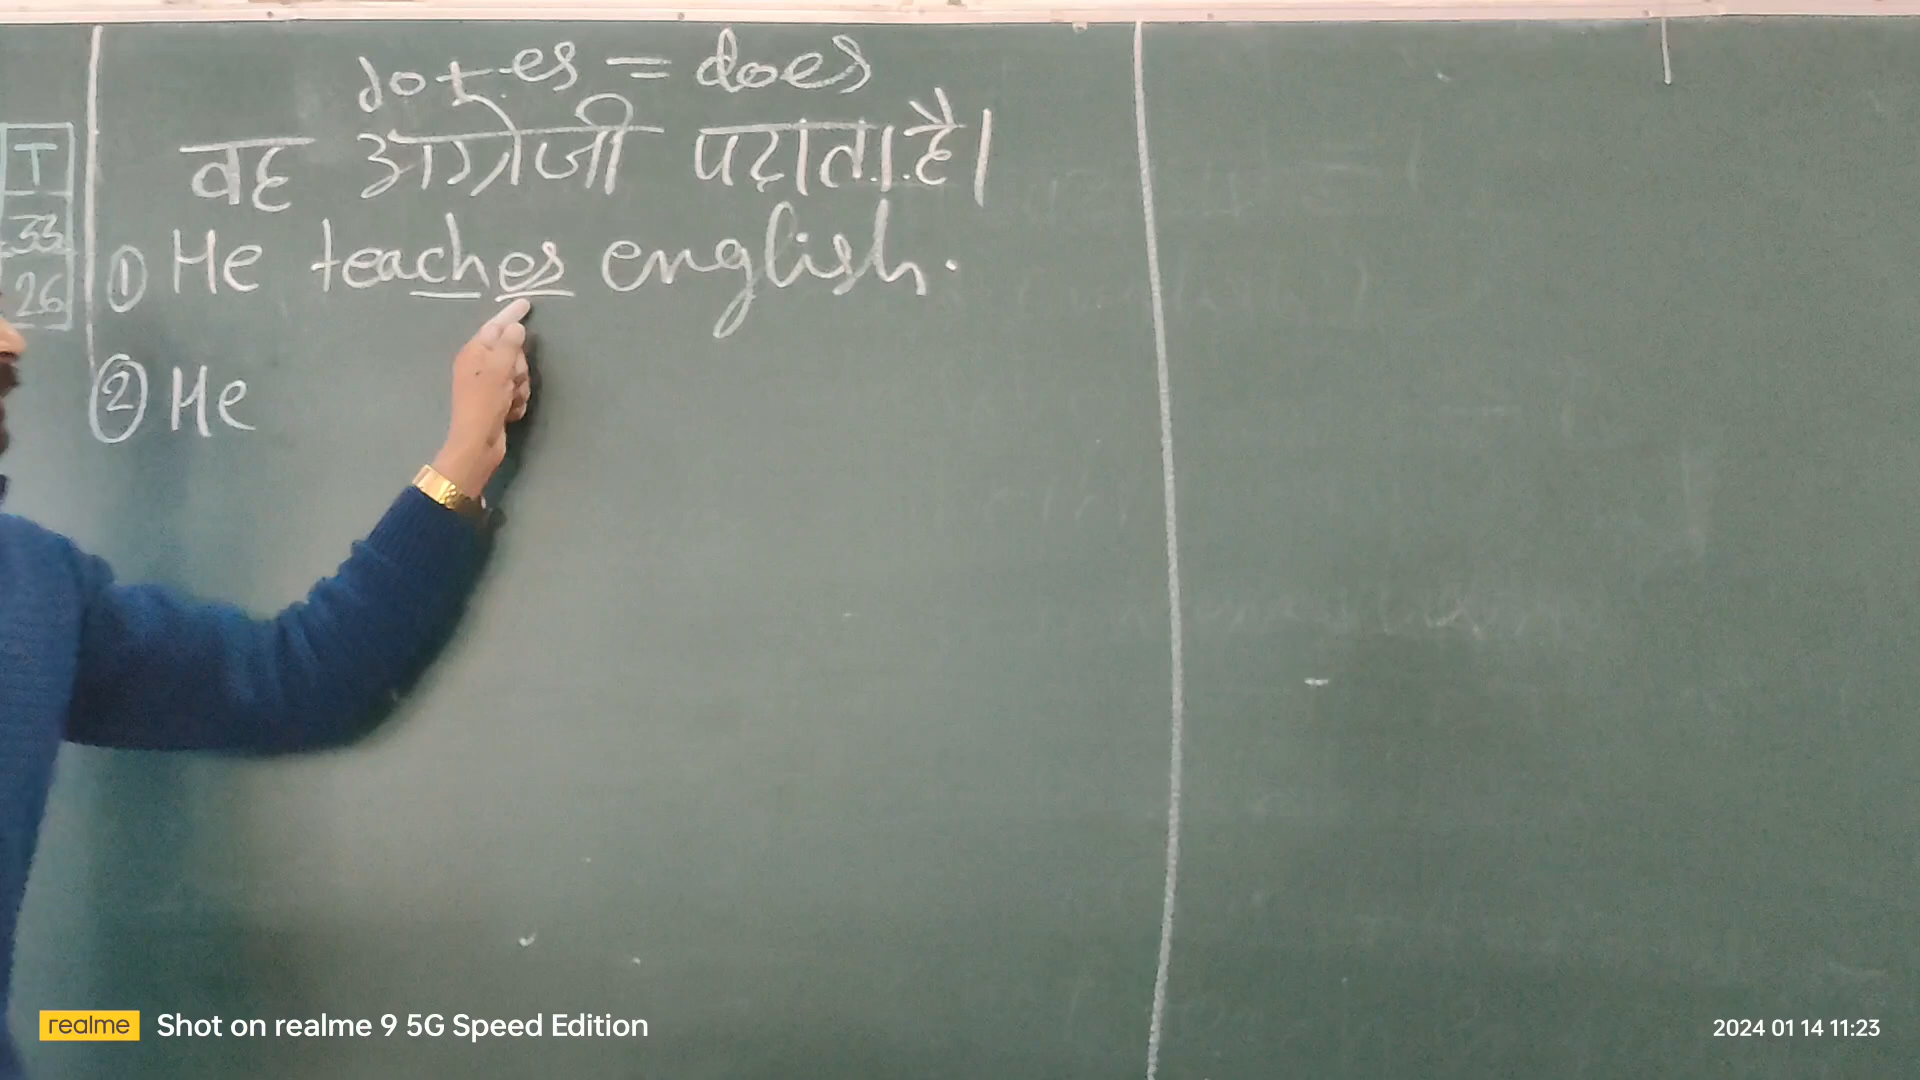 do + es = does
वह अंग्रेजी पढ़ाता है।
① He teaches english.
② He
T
33
26
realme Shot on realme 9 5G Speed Edition
2024 01 14 11:23